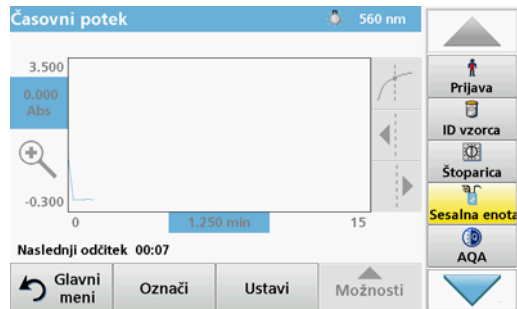 Časovni potek
560 nm
3.500
0.000
Abs
-0.300
0
1.250 min
15
Naslednji odčitek 00:07
Glavni
meni
Označi
Ustavi
Možnosti
Prijava
ID vzorca
Štoparica
Sesalna enota
AQA